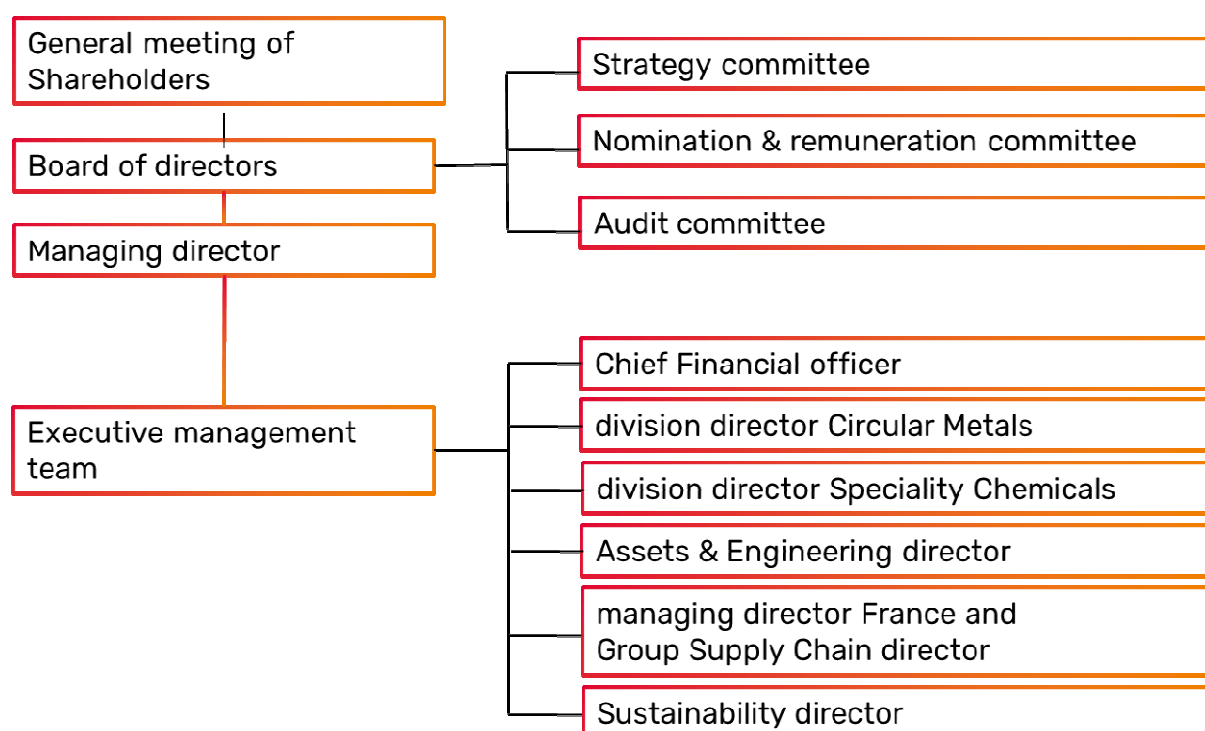 General meeting of
Shareholders
Board of directors
Managing director
Executive management
team
Strategy committee
Nomination & remuneration committee
Audit committee
Chief Financial officer
division director Circular Metals
division director Speciality Chemicals
Assets & Engineering director
managing director France and
Group Supply Chain director
Sustainability director